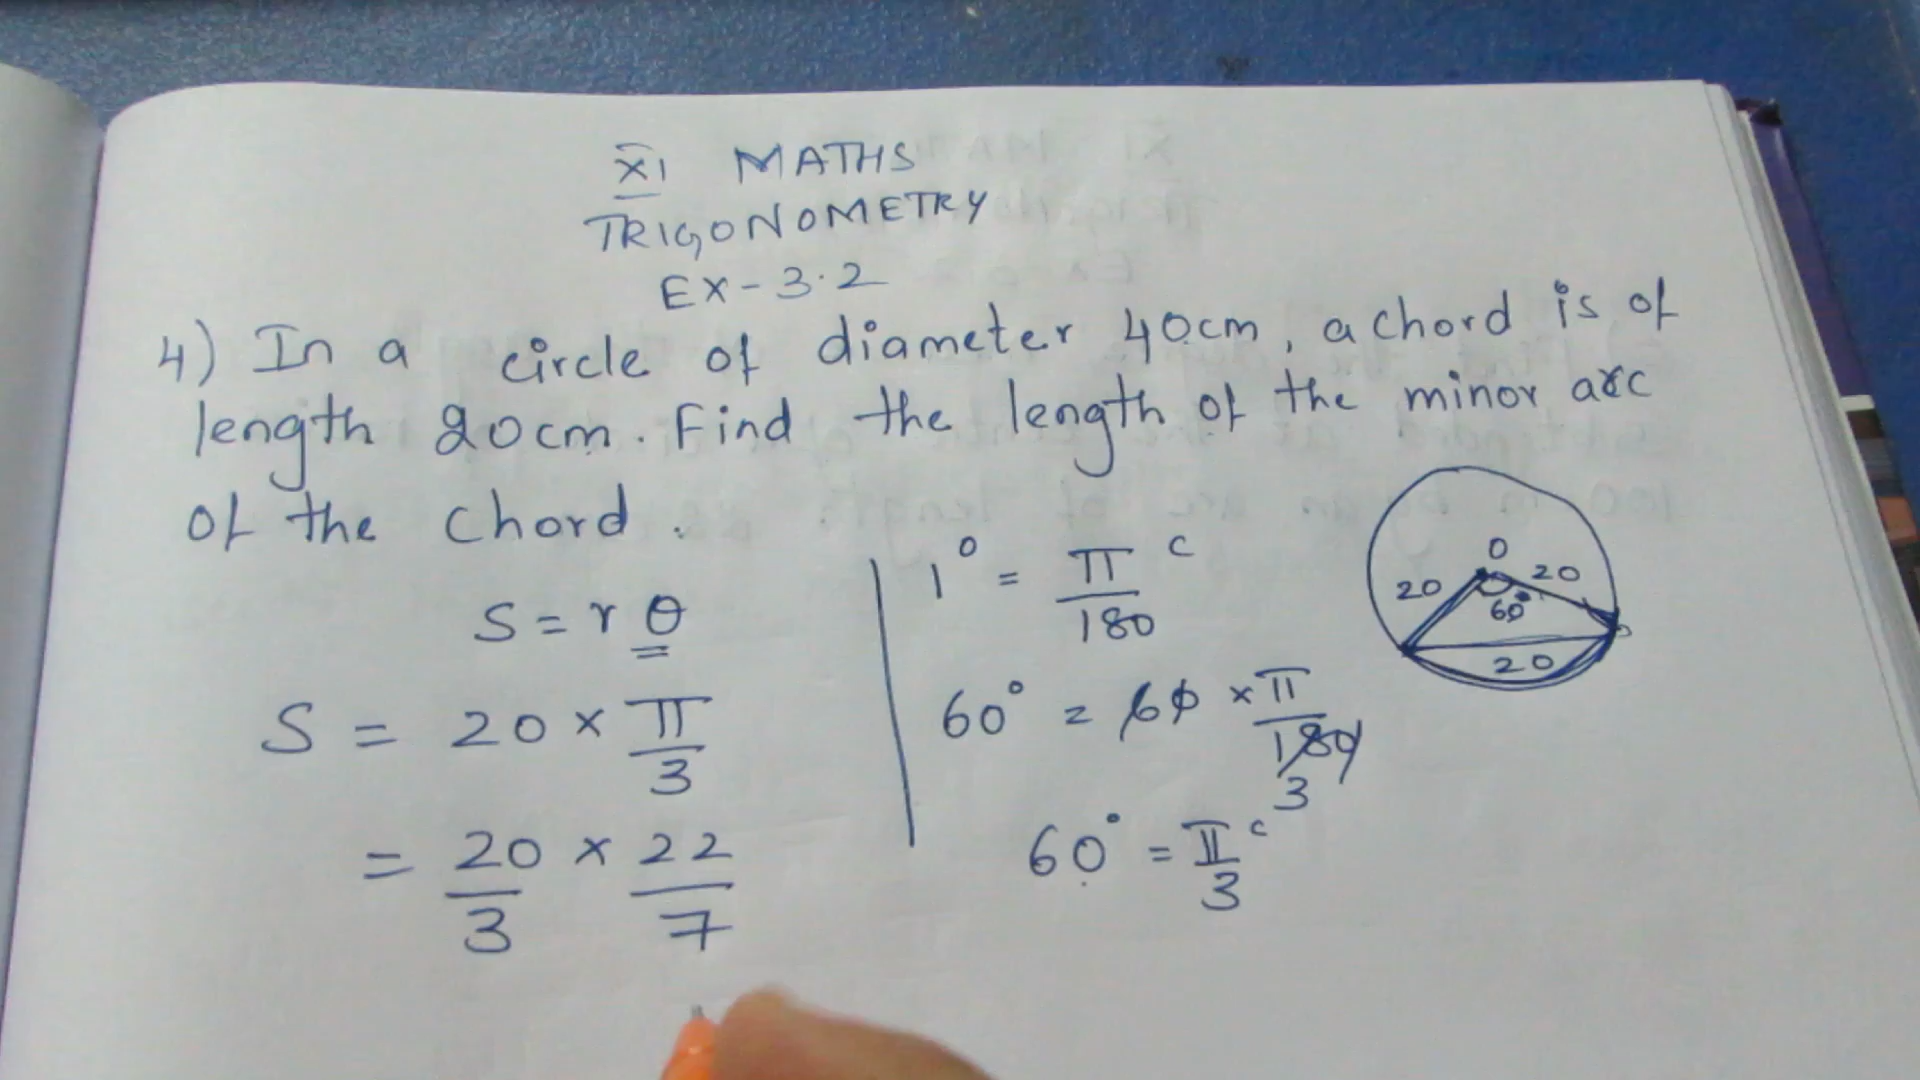 XI MATHS
TRIGONOMETRY
EX-3.2
4) In a circle of diameter 40cm, a chord is of
length 20cm. Find the length of the minor arc
of the chord.
S = r θ
S = 20 × π/3
= 20/3 × 22/7
1° = π/180 c
60° = 60 × π/180
3
60° = π/3 c
O
20 20
60°
20